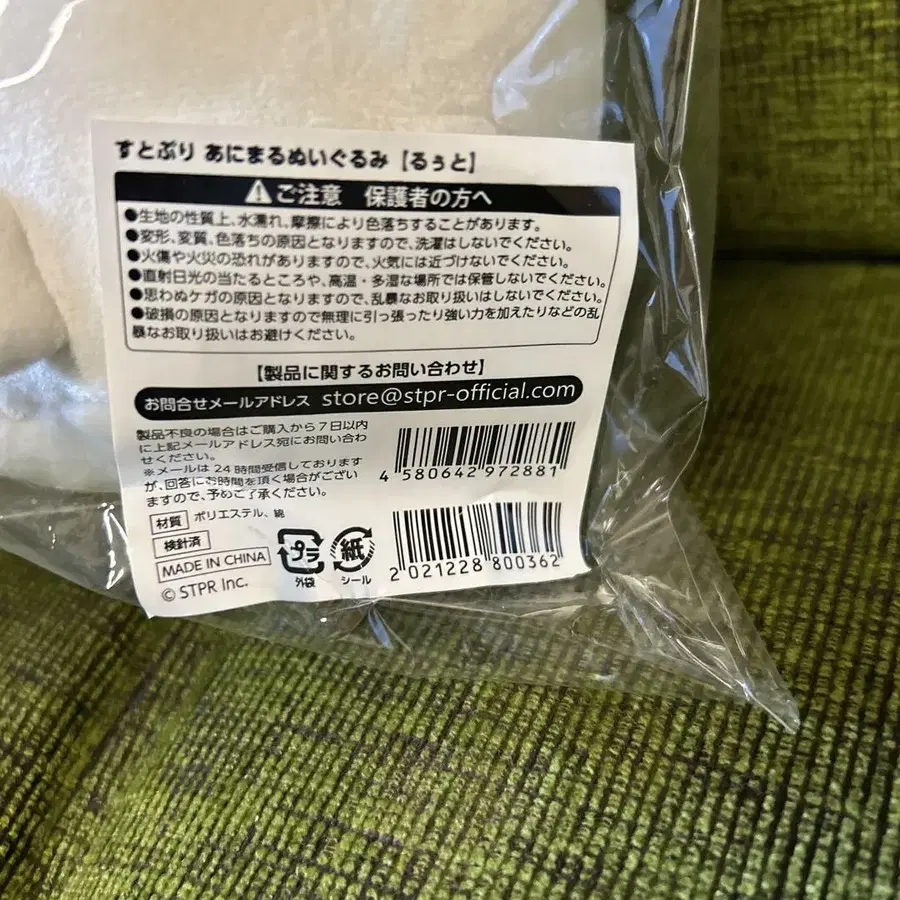 すとぷり あにまるぬいぐるみ【るぅと】
⚠ご注意 保護者の方へ
●生地の性質上、水濡れ、摩擦により色落ちすることがあります。
●変形、変質、色落ちの原因となりますので、洗濯はしないでください。
●火傷や火災の恐れがありますので、火気には近づけないでください。
●直射日光の当たるところや、高温・多湿な場所では保管しないでください。
●思わぬケガの原因となりますので、乱暴なお取り扱いはしないでください。
●破損の原因となりますので無理に引っ張ったり強い力を加えたりなどの乱
暴なお取り扱いはお避けください。
【製品に関するお問い合わせ】
お問合せメールアドレス store@stpr-official.com
製品不良の場合はご購入から7日以内
に上記メールアドレス宛にお問い合わ
せください。
※メールは24時間受信しております
が、回答にお時間を頂く場合がござい
ますので、予めご了承ください。
4 580642 972881
材質 ポリエステル、綿
検針済
MADE IN CHINA
© STPR Inc.
プラ
外袋
紙
シール
2 021228 800362